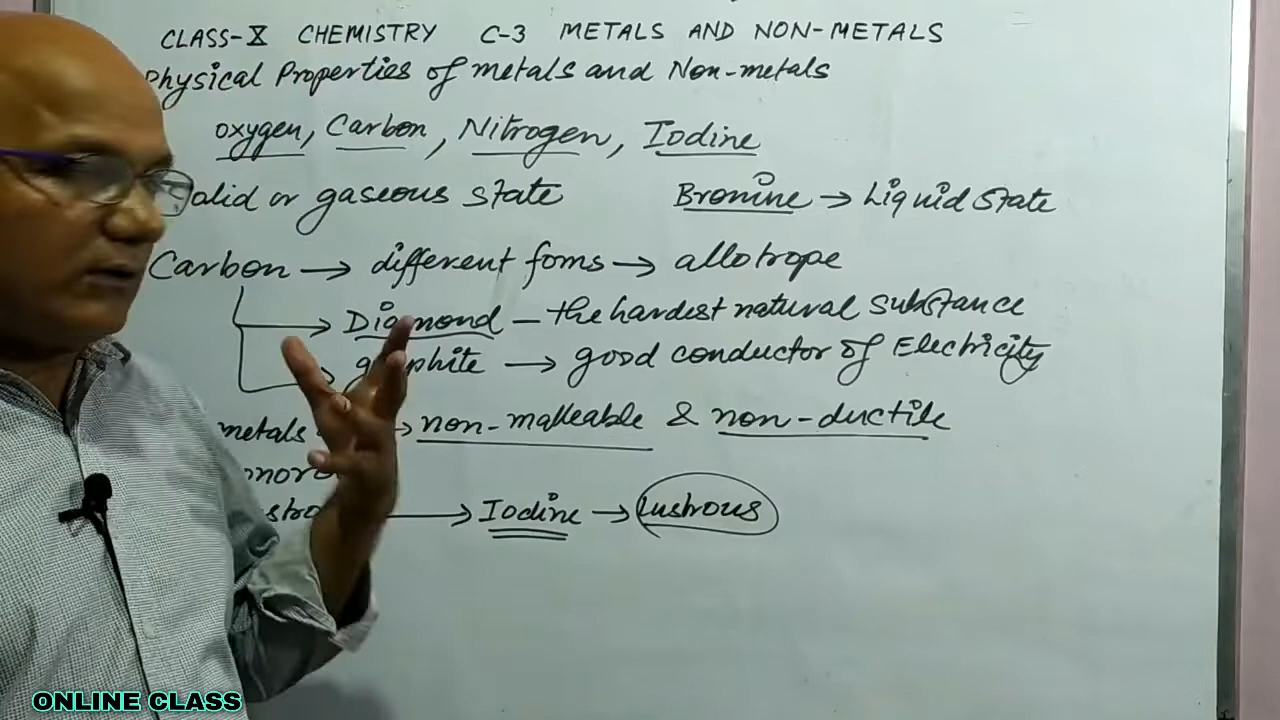 CLASS-X CHEMISTRY C-3 METALS AND NON-METALS
Physical Properties of metals and Non-metals
oxygen, Carbon, Nitrogen, Iodine
Solid or gaseous state Bromine → Liquid State
Carbon → different foms → allotrope
Diamond - the hardest natural substance
graphite → good conductor of Electricity
metals → non-malleable & non-ductile
→ Iodine → Lustrous
ONLINE CLASS